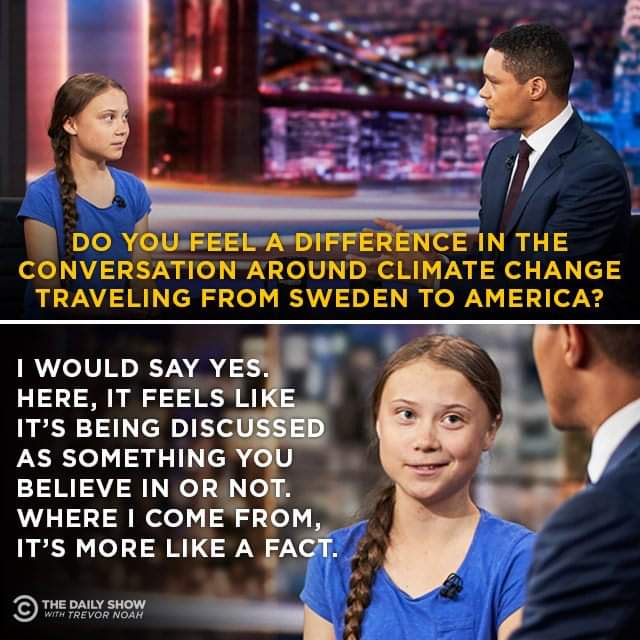 DO YOU FEEL A DIFFERENCE IN THE
CONVERSATION AROUND CLIMATE CHANGE
TRAVELING FROM SWEDEN TO AMERICA?
I WOULD SAY YES.
HERE, IT FEELS LIKE
IT'S BEING DISCUSSED
AS SOMETHING YOU
BELIEVE IN OR NOT.
WHERE I COME FROM,
IT'S MORE LIKE A FACT.
THE DAILY SHOW
WITH TREVOR NOAH